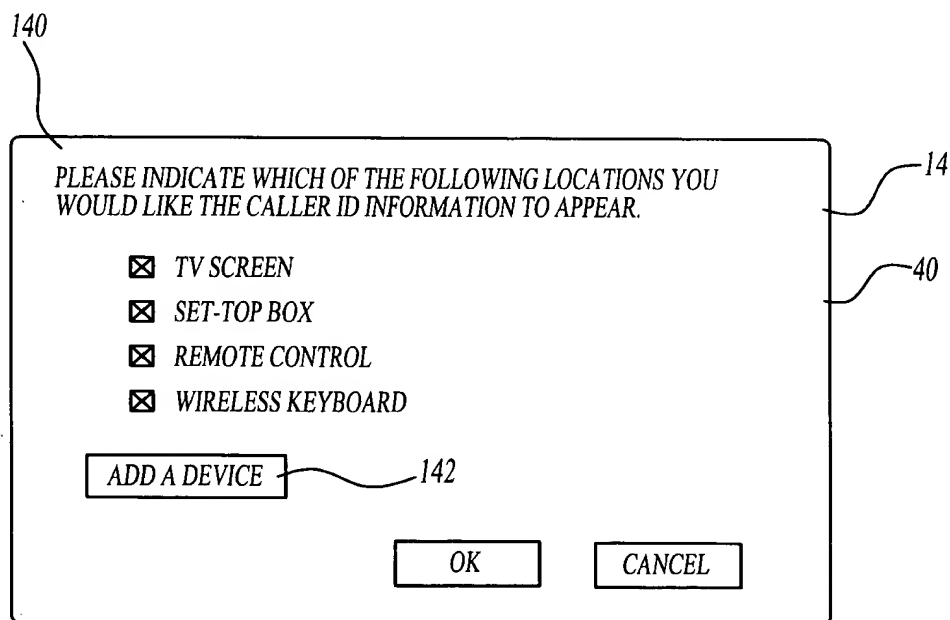 140
PLEASE INDICATE WHICH OF THE FOLLOWING LOCATIONS YOU
WOULD LIKE THE CALLER ID INFORMATION TO APPEAR.
14
TV SCREEN
40
SET-TOP BOX
REMOTE CONTROL
WIRELESS KEYBOARD
ADD A DEVICE
142
OK
CANCEL